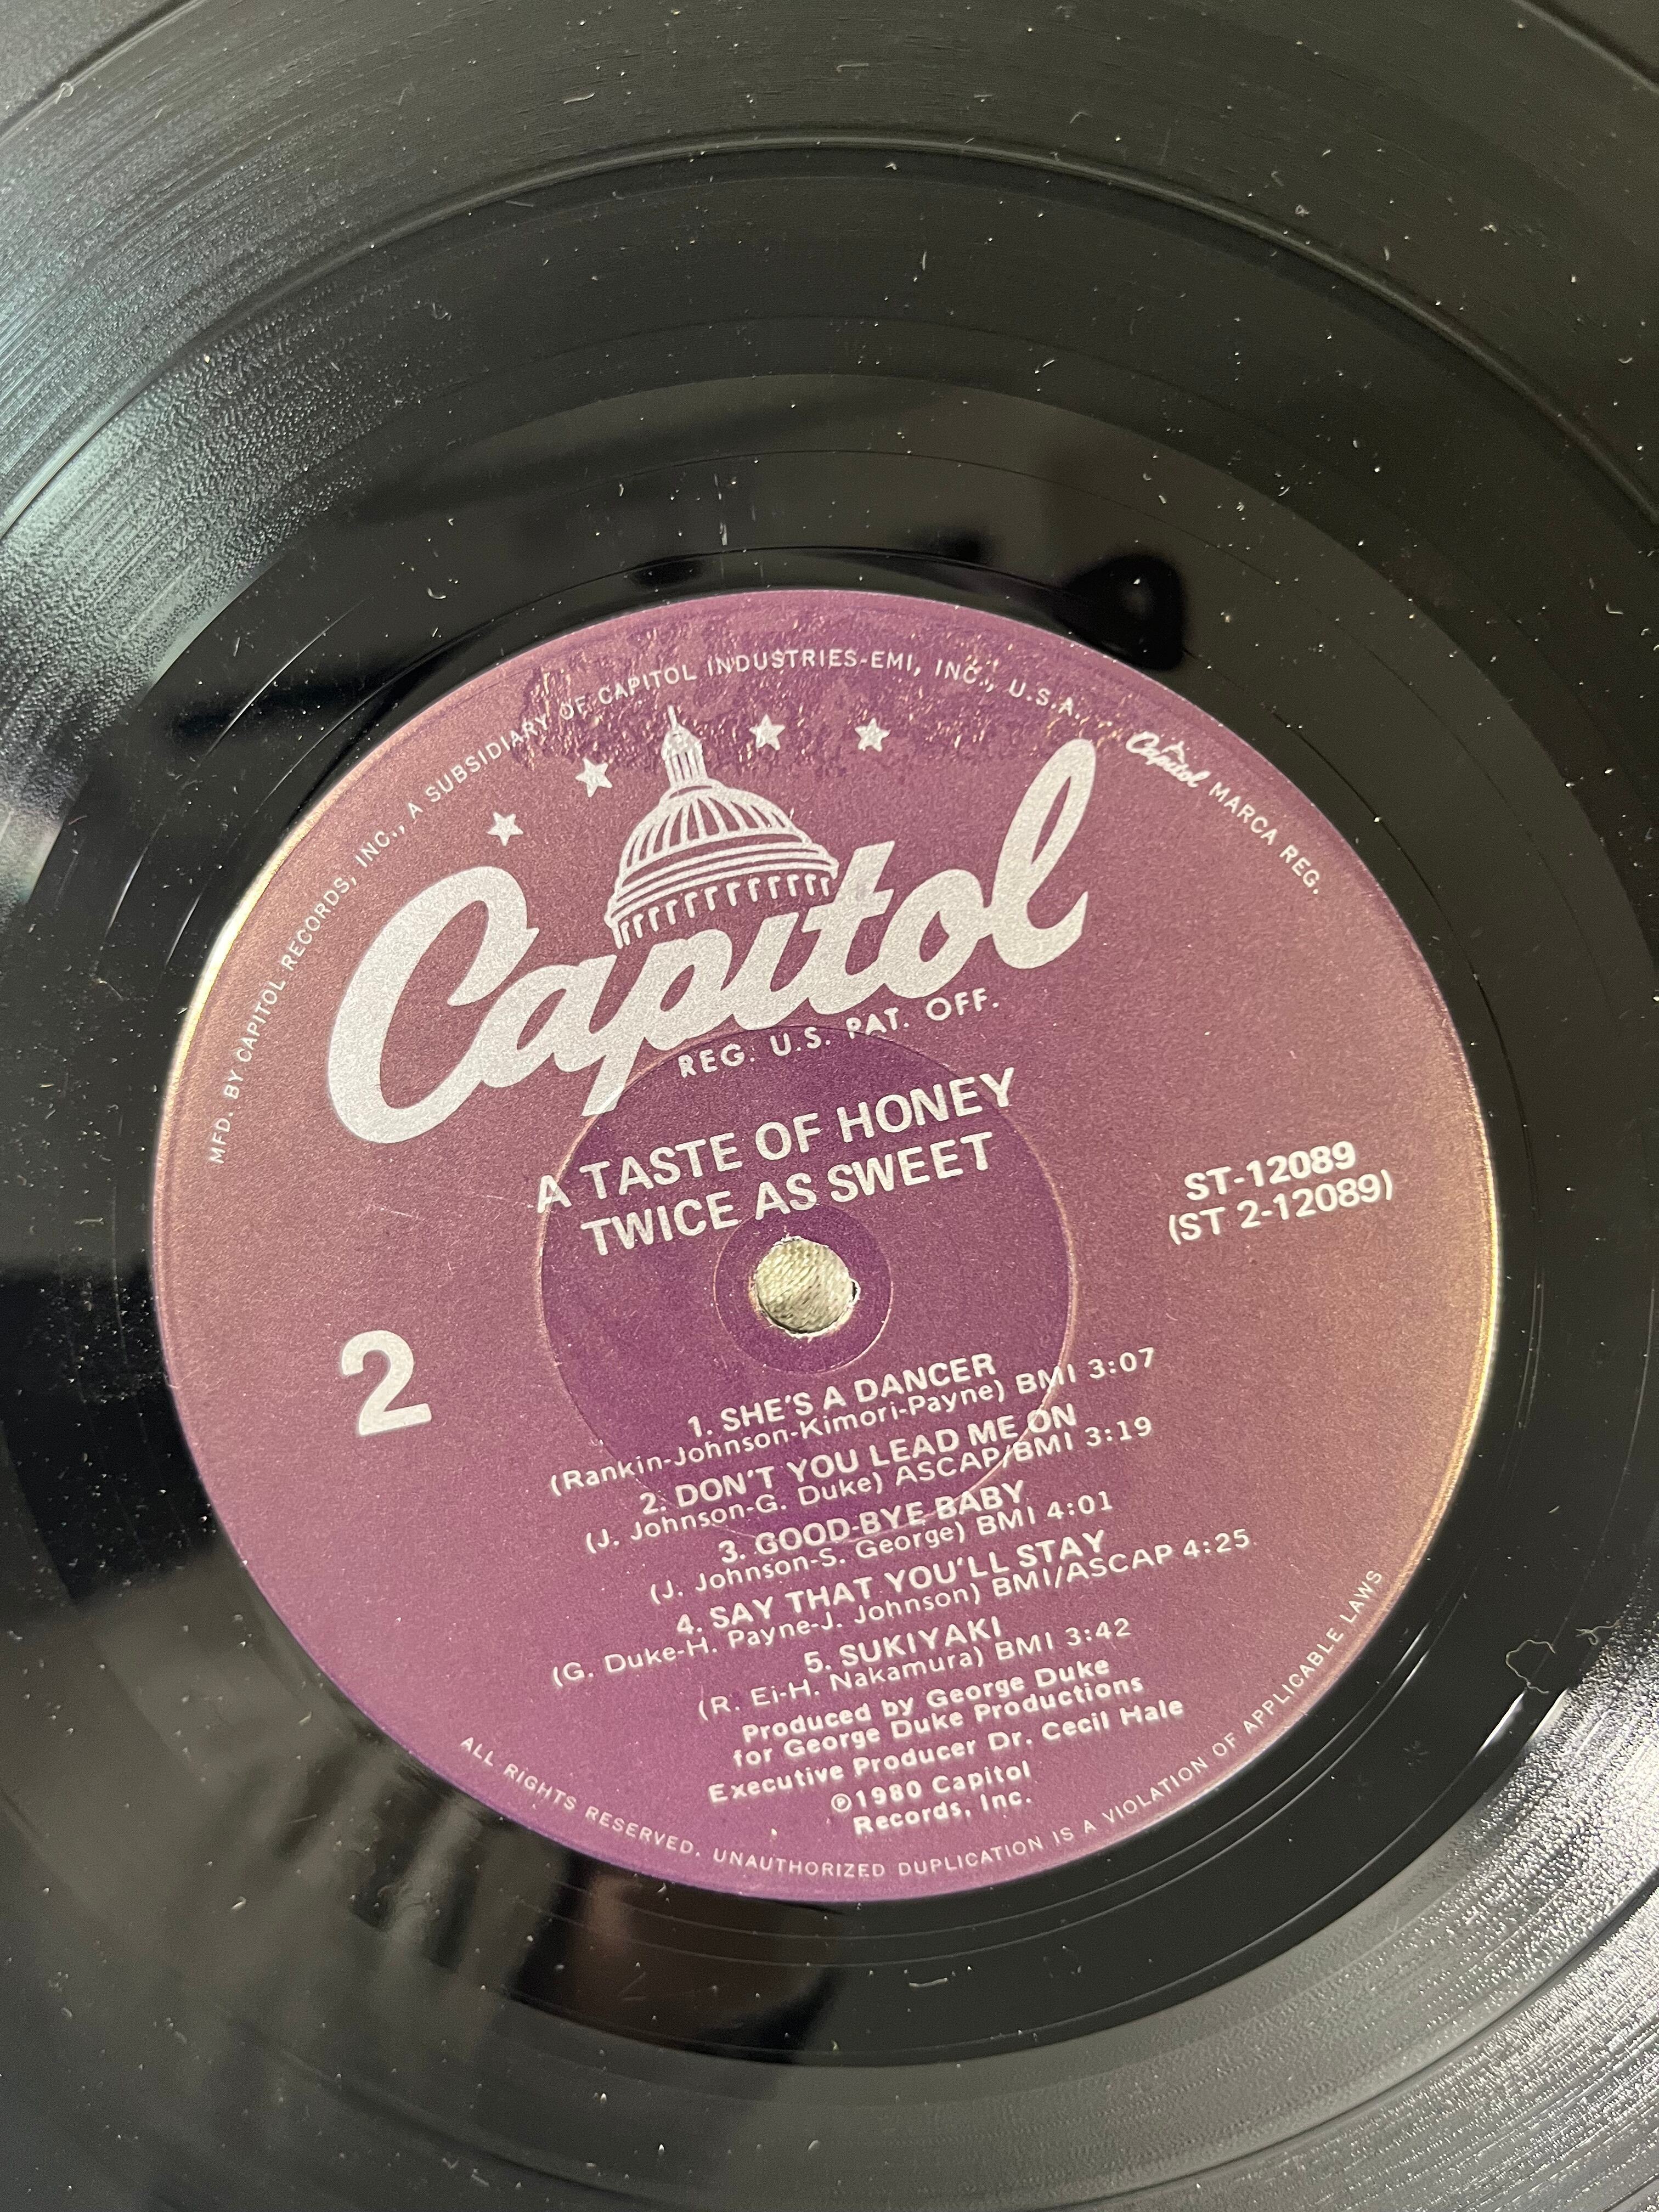 MFD. BY CAPITOL RECORDS, INC., A SUBSIDIARY OF CAPITOL INDUSTRIES-EMI, INC., U.S.A. Capitol MARCA REG.
Capitol
REG. U.S. PAT. OFF.
A TASTE OF HONEY
TWICE AS SWEET
ST-12089
(ST 2-12089)
2
1. SHE'S A DANCER
(Rankin-Johnson-Kimori-Payne) BMI 3:07
2. DON'T YOU LEAD ME ON
(J. Johnson-G. Duke) ASCAP/BMI 3:19
3. GOOD-BYE BABY
(J. Johnson-S. George) BMI 4:01
4. SAY THAT YOU'LL STAY
(G. Duke-H. Payne-J. Johnson) BMI/ASCAP 4:25
5. SUKIYAKI
(R. Ei-H. Nakamura) BMI 3:42
Produced by George Duke
for George Duke Productions
Executive Producer Dr. Cecil Hale
℗1980 Capitol
Records, Inc.
ALL RIGHTS RESERVED. UNAUTHORIZED DUPLICATION IS A VIOLATION OF APPLICABLE LAWS